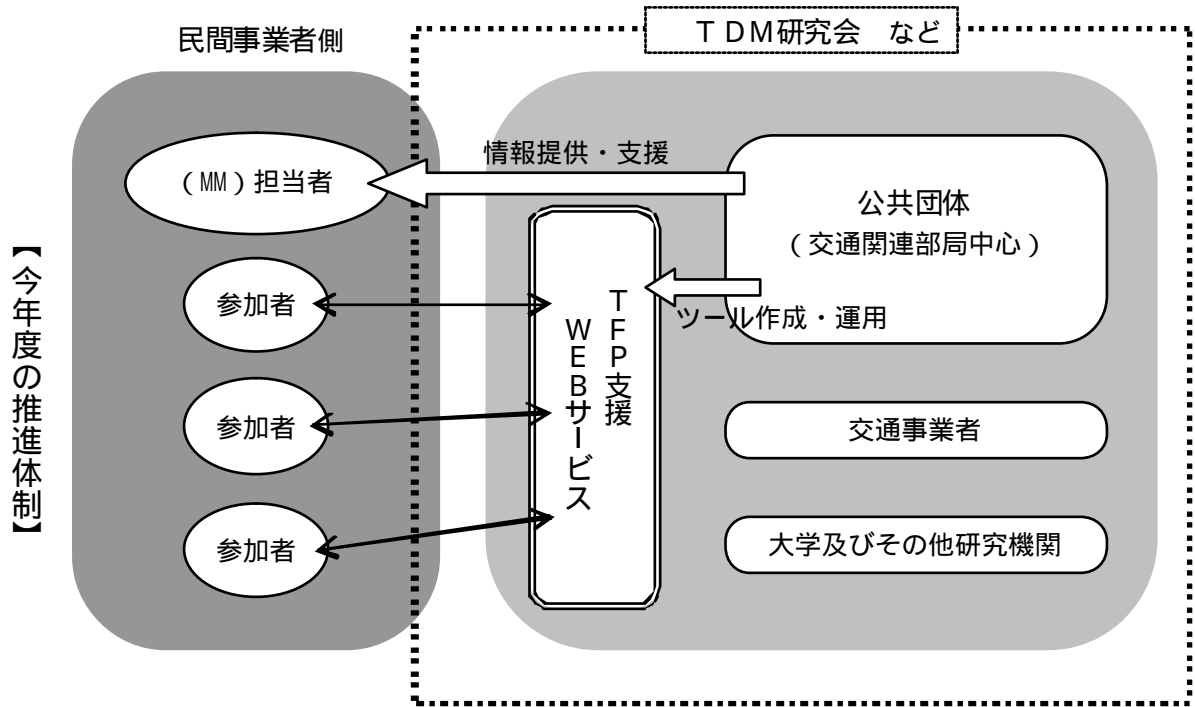 ＴＤＭ研究会　など
民間事業者側
情報提供・支援
（㎹）担当者
公共団体
（交通関連部局中心）
【今年度の推進体制】
参加者
ＴＦＰ支援
ＷＥＢサービス
ツール作成・運用
参加者
交通事業者
参加者
大学及びその他研究機関